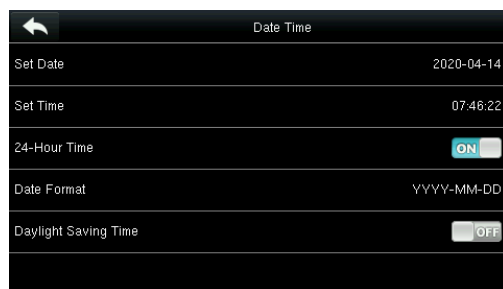 Date Time
Set Date 2020-04-14
Set Time 07:46:22
24-Hour Time ON
Date Format YYYY-MM-DD
Daylight Saving Time OFF